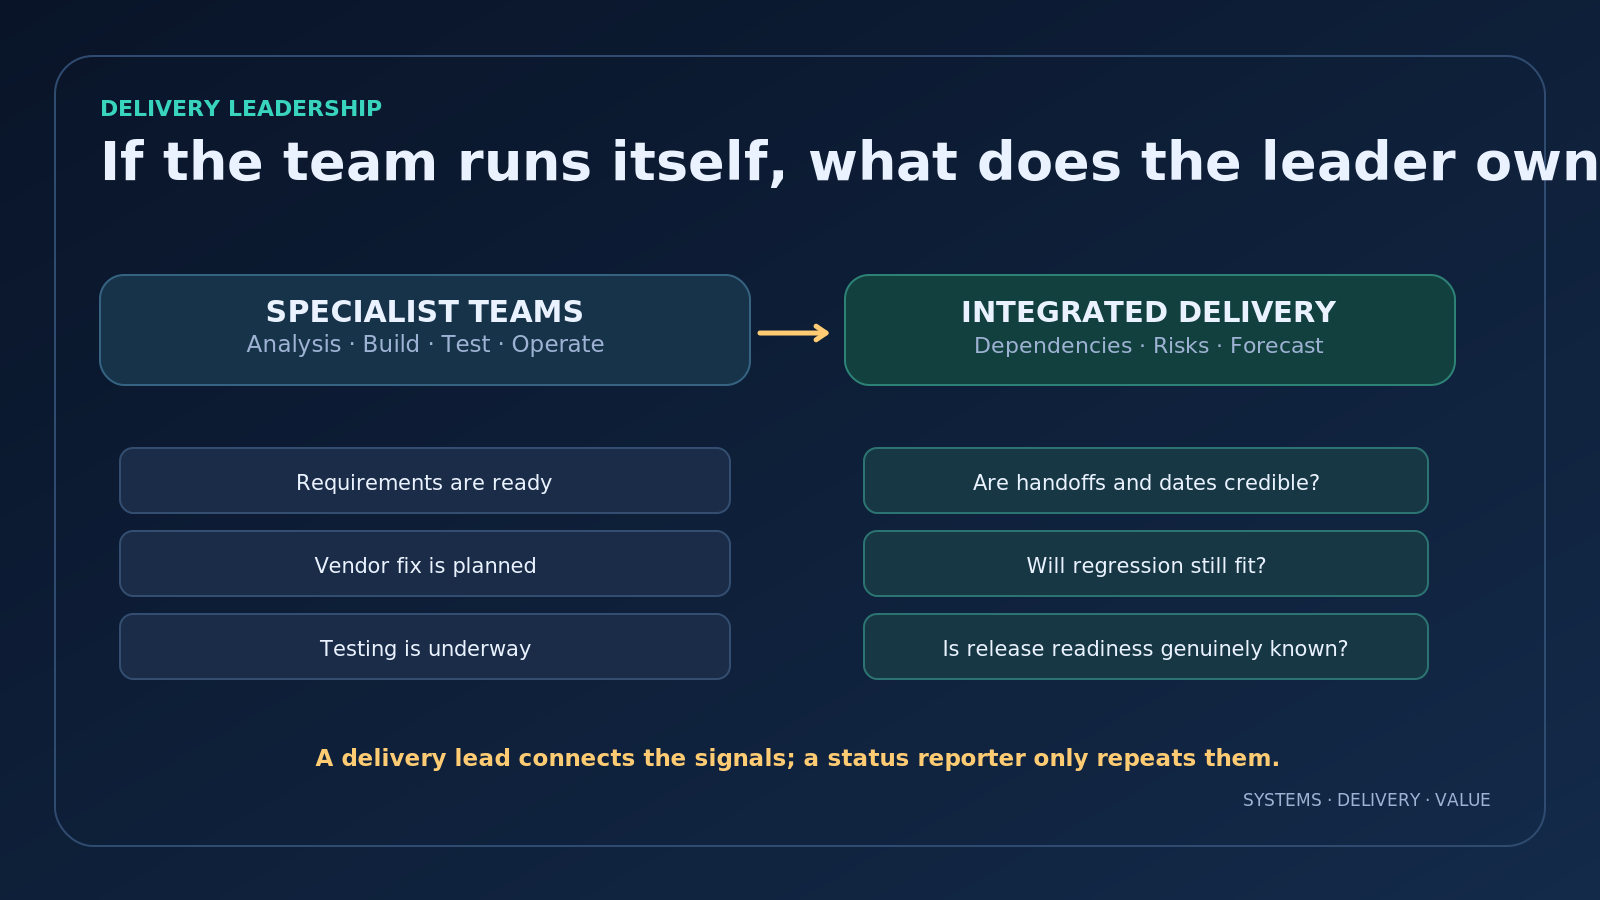 DELIVERY LEADERSHIP
If the team runs itself, what does the leader own
SPECIALIST TEAMS
Analysis · Build · Test · Operate
INTEGRATED DELIVERY
Dependencies · Risks · Forecast
Requirements are ready
Are handoffs and dates credible?
Vendor fix is planned
Will regression still fit?
Testing is underway
Is release readiness genuinely known?
A delivery lead connects the signals; a status reporter only repeats them.
SYSTEMS · DELIVERY · VALUE